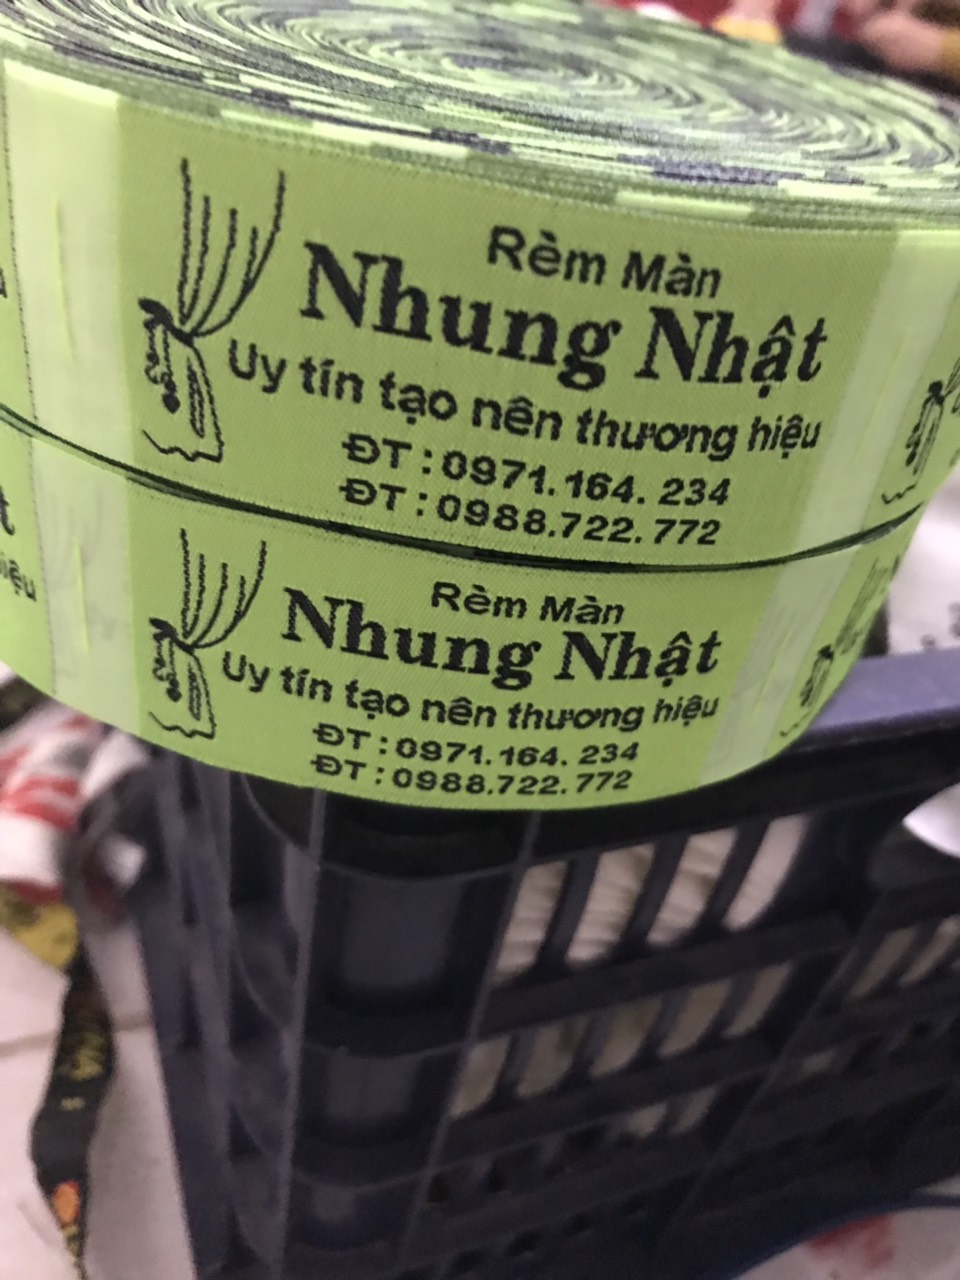 Rèm Màn
Nhung Nhật
Uy tín tạo nên thương hiệu
ĐT : 0971.164. 234
ĐT : 0988.722. 772
Rèm Màn
Nhung Nhật
Uy tín tạo nên thương hiệu
ĐT : 0971.164. 234
ĐT : 0988.722. 772